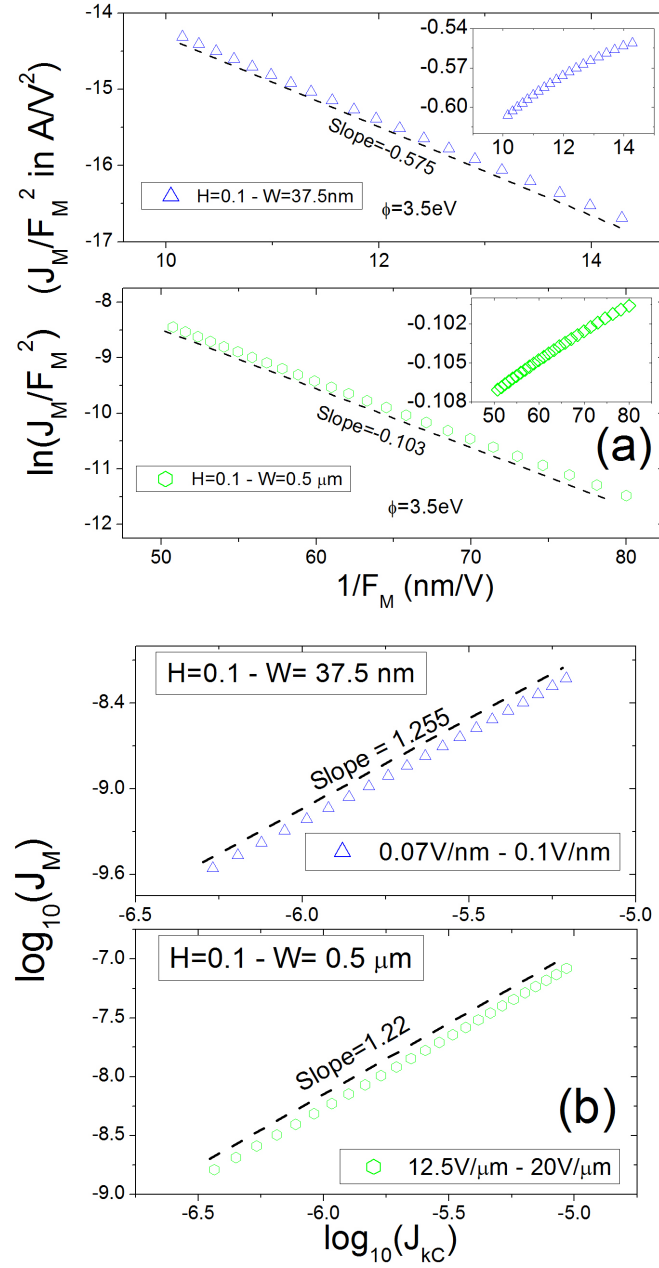 ln(J_M/F_M^2) (J_M/F_M^2 in A/V^2)
-14
-15
-16
-17
Slope=-0.575
H=0.1 - W=37.5nm
ϕ=3.5eV
-0.54
-0.57
-0.60
10 12 14
10 12 14
-8
-9
-10
-11
-12
Slope=-0.103
H=0.1 - W=0.5 μm
ϕ=3.5eV
-0.102
-0.105
-0.108
50 60 70 80
(a)
50 60 70 80
1/F_M (nm/V)
log10(J_M)
H=0.1 - W= 37.5 nm
-8.4
-9.0
-9.6
Slope = 1.255
0.07V/nm - 0.1V/nm
-6.5 -6.0 -5.5 -5.0
H=0.1 - W= 0.5 μm
-7.0
-7.5
-8.0
-8.5
-9.0
Slope=1.22
(b)
12.5V/μm - 20V/μm
-6.5 -6.0 -5.5 -5.0
log10(J_kC)